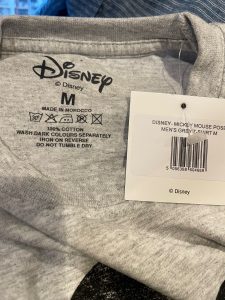 Disney
© Disney
M
MADE IN MOROCCO
100% COTTON
WASH DARK COLOURS SEPARATELY
IRON ON REVERSE
DO NOT TUMBLE DRY
DISNEY- MICKEY MOUSE POSE
MEN'S GREY T-SHIRT M
© Disney